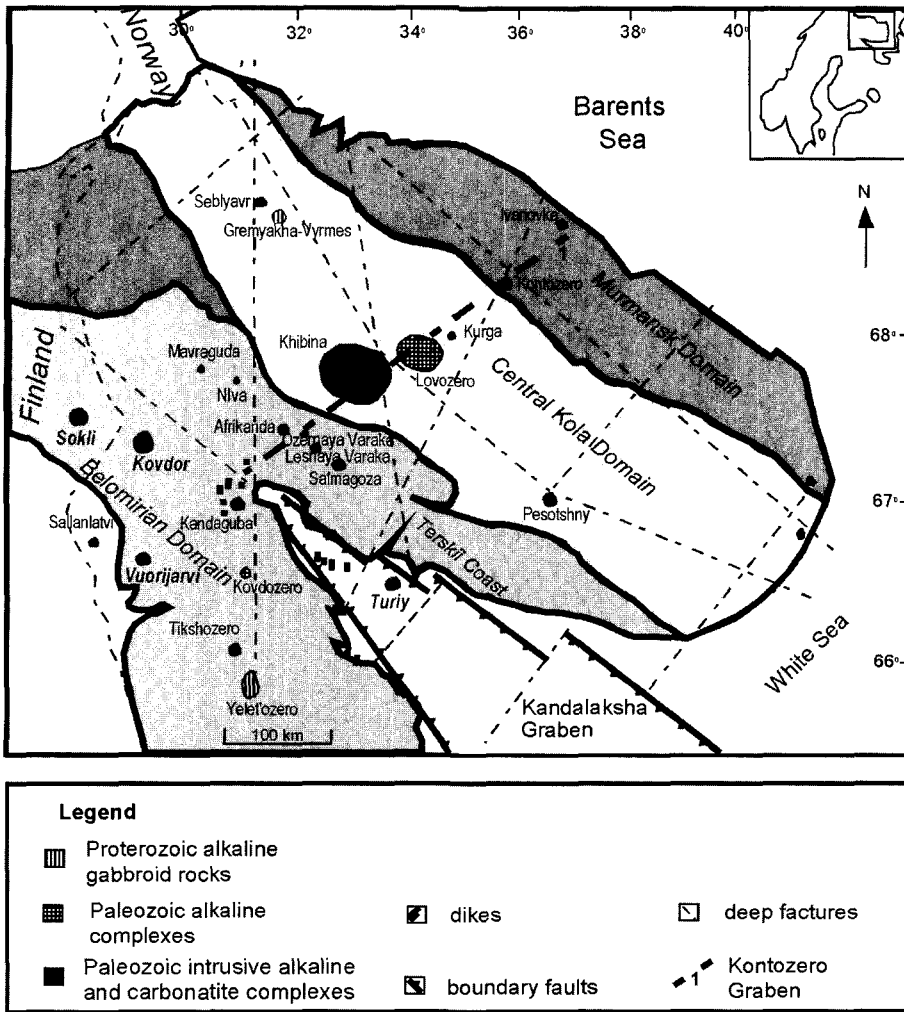 30°
32°
34°
36°
38°
40°
Norway
Barents
Sea
N
Seblyavr
Gremyakha-Vyrmes
Ivanovka
Kontozero
Murmansk Domain
68°
Kurga
Khibina
Lovozero
Central Kola Domain
Finland
Mavraguda
Niva
Afrikanda
Ozernaya Varaka
Lesnaya Varaka
Salmagoza
Sokli
Kovdor
67°
Belomirian Domain
Kandaguba
Pesotshny
Terskii Coast
Sallanlatvi
Vuorijarvi
Kovdozero
Turiy
Tikshozero
66°
White Sea
Yelet'ozero
100 km
Kandalaksha
Graben
Legend
Proterozoic alkaline
gabbroid rocks
Paleozoic alkaline
complexes
dikes
deep factures
Paleozoic intrusive alkaline
and carbonatite complexes
boundary faults
1
Kontozero
Graben